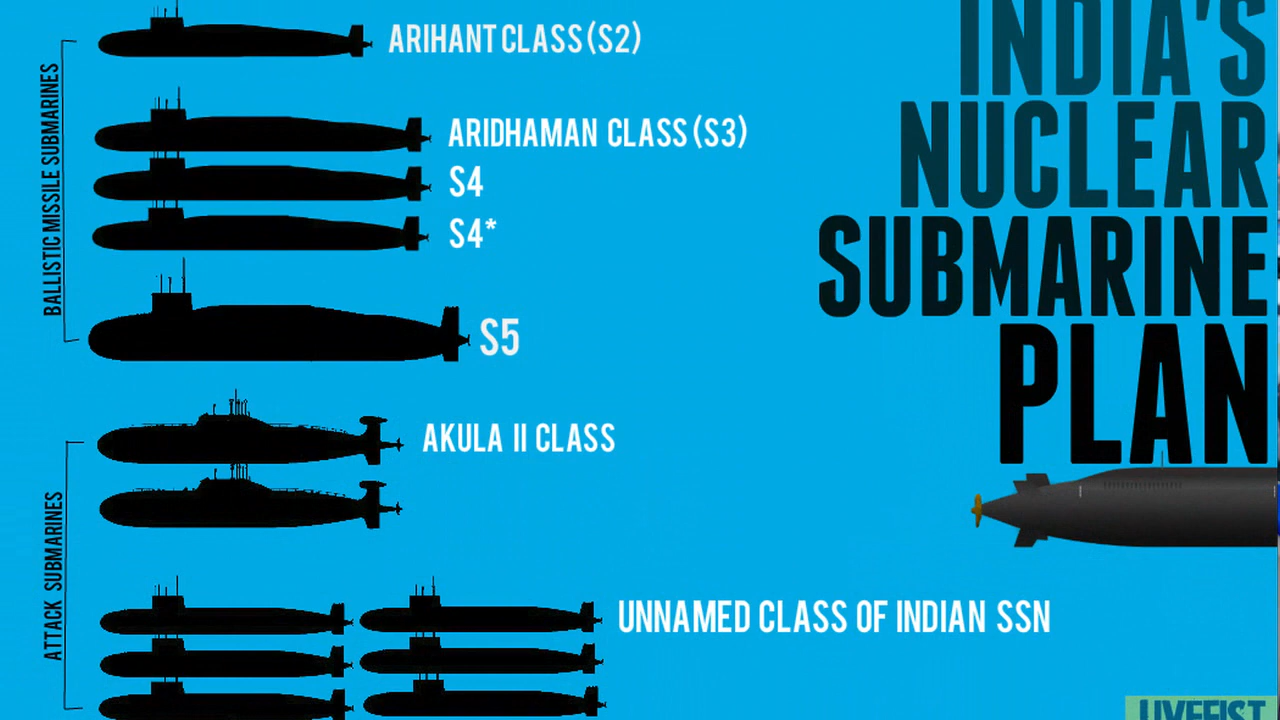 INDIA'S
NUCLEAR
SUBMARINE
PLAN
BALLISTIC MISSILE SUBMARINES
ARIHANT CLASS (S2)
ARIDHAMAN CLASS (S3)
S4
S4*
S5
ATTACK SUBMARINES
AKULA II CLASS
UNNAMED CLASS OF INDIAN SSN
LIVEFIST